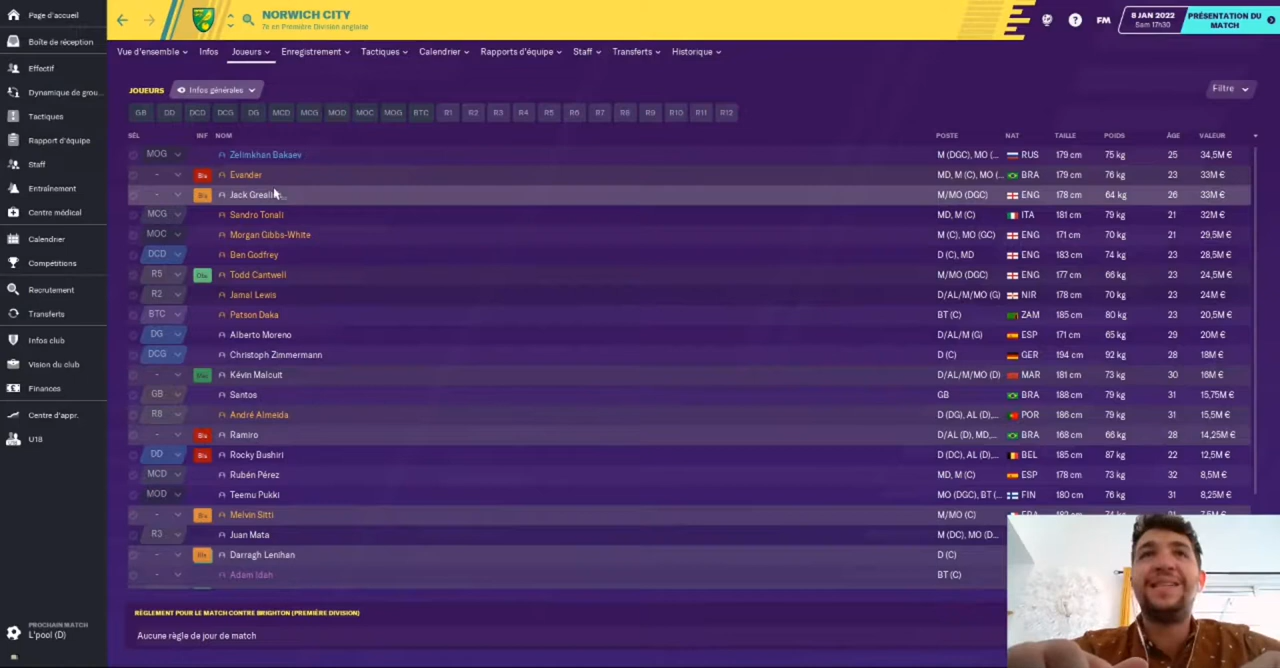 Page d'accueil
NORWICH CITY
7e en Première Division anglaise
FM
8 JAN 2022
Sam 17h30
PRÉSENTATION DU
MATCH
Boîte de réception
Vue d'ensemble Infos Joueurs Enregistrement Tactiques Calendrier Rapports d'équipe Staff Transferts Historique
Effectif
Dynamique de grou...
Tactiques
Rapport d'équipe
Staff
Entraînement
Centre médical
Calendrier
Compétitions
Recrutement
Transferts
Infos club
Vision du club
Finances
Centre d'appr.
U18
PROCHAIN MATCH
L'pool (D)
JOUEURS Infos générales Filtre
GB DD DCD DCG DG MCD MCG MOD MOC MOG BTC R1 R2 R3 R4 R5 R6 R7 R8 R9 R10 R11 R12
SÉL INF NOM POSTE NAT TAILLE POIDS ÂGE VALEUR
MOG Zelimkhan Bakaev M (DGC), MO (... RUS 179 cm 75 kg 25 34,5M €
- Bls Evander MD, M (C), MO (... BRA 179 cm 76 kg 23 33M €
- Jack Grealis... M/MO (DGC) ENG 178 cm 64 kg 26 33M €
MCG Sandro Tonali MD, M (C) ITA 181 cm 79 kg 21 32M €
MOC Morgan Gibbs-White M (C), MO (GC) ENG 171 cm 70 kg 21 29,5M €
DCD Ben Godfrey D (C), MD ENG 183 cm 74 kg 23 28,5M €
R5 Todd Cantwell M/MO (DGC) ENG 177 cm 66 kg 23 24,5M €
R2 Jamal Lewis D/AL/M/MO (G) NIR 178 cm 70 kg 23 24M €
BTC Patson Daka BT (C) ZAM 185 cm 80 kg 23 20,5M €
DG Alberto Moreno D/AL/M (G) ESP 171 cm 65 kg 29 20M €
DCG Christoph Zimmermann D (C) GER 194 cm 92 kg 28 18M €
- Kévin Malcuit D/AL/M/MO (D) MAR 181 cm 73 kg 30 16M €
GB Santos GB BRA 188 cm 79 kg 31 15,75M €
R8 André Almeida D (DG), AL (D),... POR 186 cm 79 kg 31 15,5M €
- Bls Ramiro D/AL (D), MD,... BRA 168 cm 66 kg 28 14,25M €
DD Bls Rocky Bushiri D (DC), AL (D),... BEL 185 cm 87 kg 22 12,5M €
MCD Rubén Pérez MD, M (C) ESP 178 cm 73 kg 32 8,5M €
MOD Teemu Pukki MO (DGC), BT (... FIN 180 cm 76 kg 31 8,25M €
- Melvin Sitti M/MO (C)
R3 Juan Mata M (DC), MO (D...
- Darragh Lenihan D (C)
- Adam Idah BT (C)
RÈGLEMENT POUR LE MATCH CONTRE BRIGHTON (PREMIÈRE DIVISION)
Aucune règle de jour de match